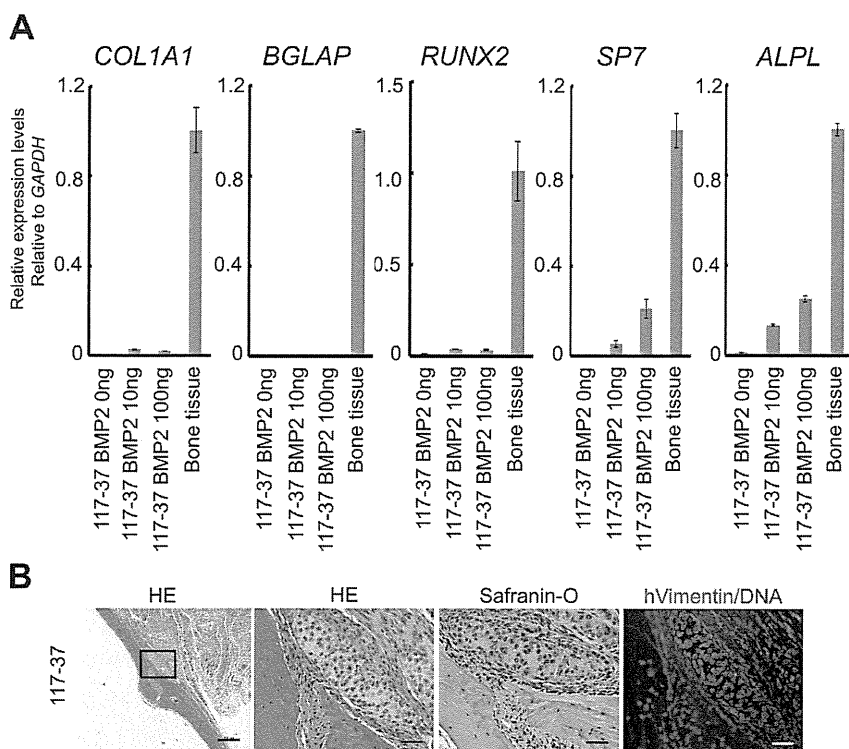 A
COL1A1 BGLAP RUNX2 SP7 ALPL
Relative expression levels
Relative to GAPDH
1.2 1.2 1.5 1.2 1.2
0.8 0.8 1.0 0.8 0.8
0.4 0.4 0.5 0.4 0.4
0 0 0 0 0
117-37 BMP2 0ng
117-37 BMP2 10ng
117-37 BMP2 100ng
Bone tissue
117-37 BMP2 0ng
117-37 BMP2 10ng
117-37 BMP2 100ng
Bone tissue
117-37 BMP2 0ng
117-37 BMP2 10ng
117-37 BMP2 100ng
Bone tissue
117-37 BMP2 0ng
117-37 BMP2 10ng
117-37 BMP2 100ng
Bone tissue
117-37 BMP2 0ng
117-37 BMP2 10ng
117-37 BMP2 100ng
Bone tissue
B
HE HE Safranin-O hVimentin/DNA
117-37